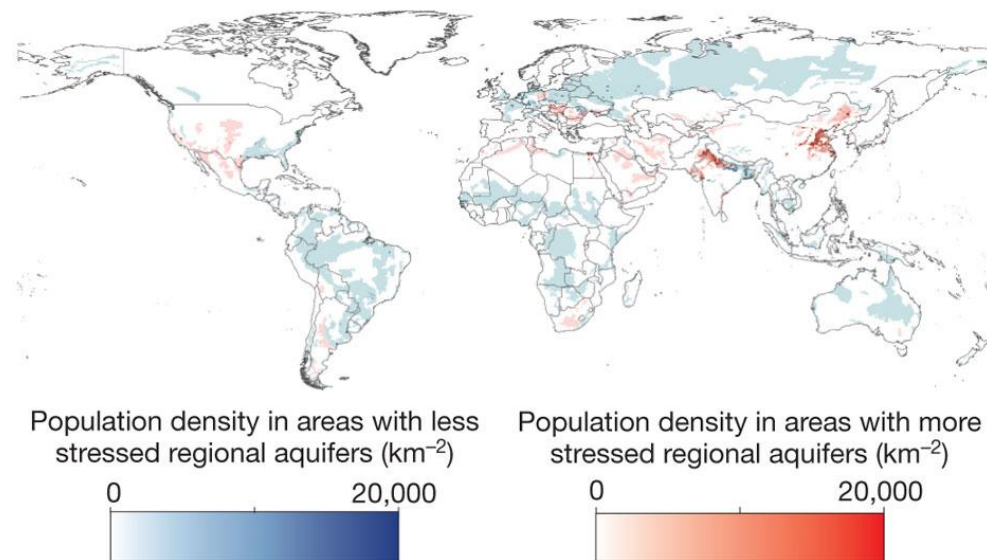 Population density in areas with less
stressed regional aquifers (km⁻²)
0 20,000
Population density in areas with more
stressed regional aquifers (km⁻²)
0 20,000